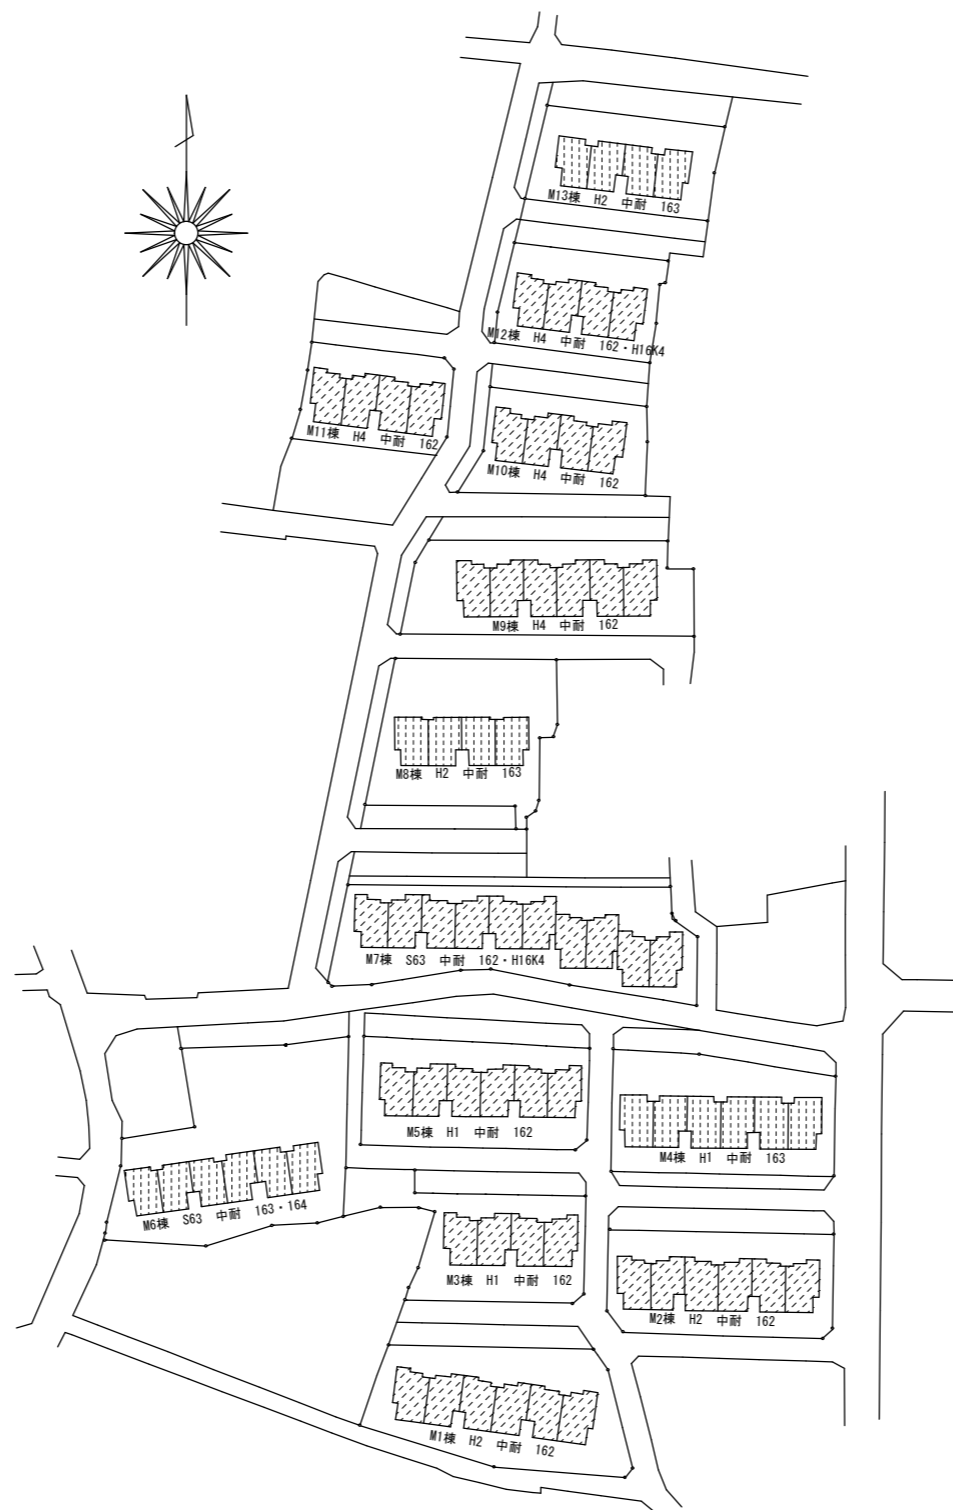 M13棟 H2 中耐 163
M12棟 H4 中耐 162・H16K4
M11棟 H4 中耐 162
M10棟 H4 中耐 162
M9棟 H4 中耐 162
M8棟 H2 中耐 163
M7棟 S63 中耐 162・H16K4
M5棟 H1 中耐 162
M4棟 H1 中耐 163
M6棟 S63 中耐 163・164
M3棟 H1 中耐 162
M2棟 H2 中耐 162
M1棟 H2 中耐 162